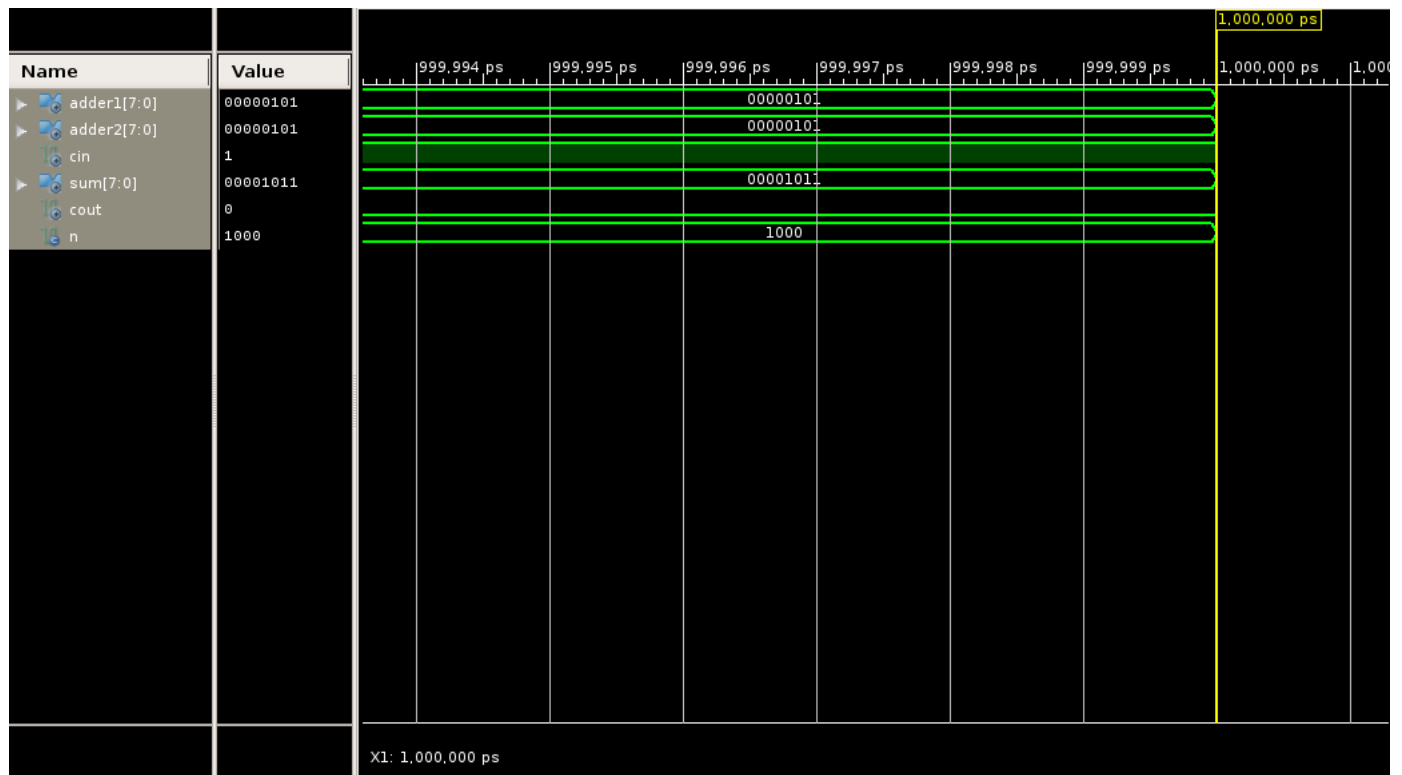 1,000,000 ps
Name Value 999,994 ps 999,995 ps 999,996 ps 999,997 ps 999,998 ps 999,999 ps 1,000,000 ps 1,00
adder1[7:0] 00000101 00000101
adder2[7:0] 00000101 00000101
cin 1
sum[7:0] 00001011 00001011
cout 0
n 1000 1000
X1: 1,000,000 ps